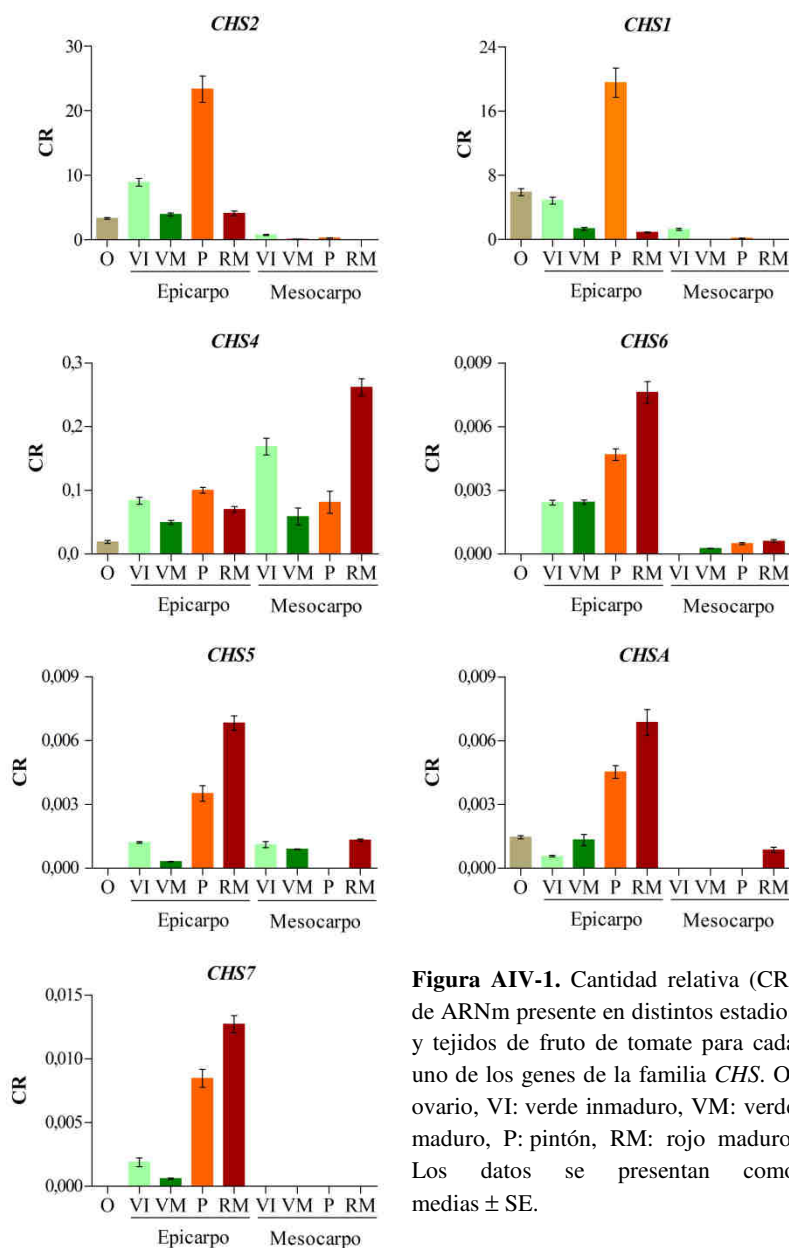 CHS2
CHS1
30
20
10
0
CR
O VI VM P RM VI VM P RM
Epicarpo Mesocarpo
24
16
8
0
CR
O VI VM P RM VI VM P RM
Epicarpo Mesocarpo
CHS4
CHS6
0,3
0,2
0,1
0,0
CR
O VI VM P RM VI VM P RM
Epicarpo Mesocarpo
0,009
0,006
0,003
0,000
CR
O VI VM P RM VI VM P RM
Epicarpo Mesocarpo
CHS5
CHSA
0,009
0,006
0,003
0,000
CR
O VI VM P RM VI VM P RM
Epicarpo Mesocarpo
0,009
0,006
0,003
0,000
CR
O VI VM P RM VI VM P RM
Epicarpo Mesocarpo
CHS7
0,015
0,010
0,005
0,000
CR
O VI VM P RM VI VM P RM
Epicarpo Mesocarpo
Figura AIV-1. Cantidad relativa (CR
de ARNm presente en distintos estadio
y tejidos de fruto de tomate para cada
uno de los genes de la familia CHS. O
ovario, VI: verde inmaduro, VM: verde
maduro, P: pintón, RM: rojo maduro
Los datos se presentan como
medias ± SE.